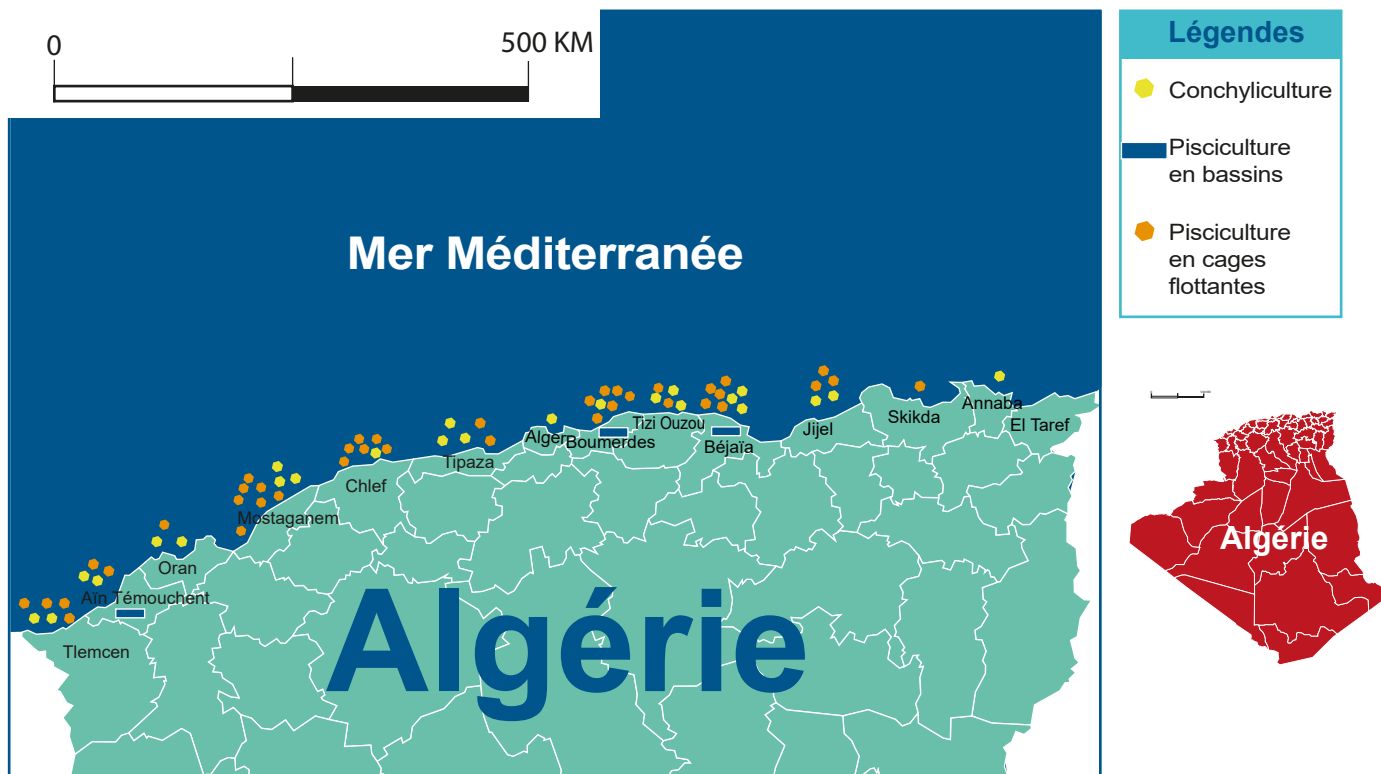 0
500 KM
Légendes
Conchyliculture
Pisciculture
en bassins
Pisciculture
en cages
flottantes
Mer Méditerranée
Annaba
Skikda
El Taref
Jijel
Tizi Ouzou
Béjaïa
Alger
Boumerdes
Tipaza
Chlef
Mostaganem
Oran
Aïn Témouchent
Tlemcen
Algérie
Algérie